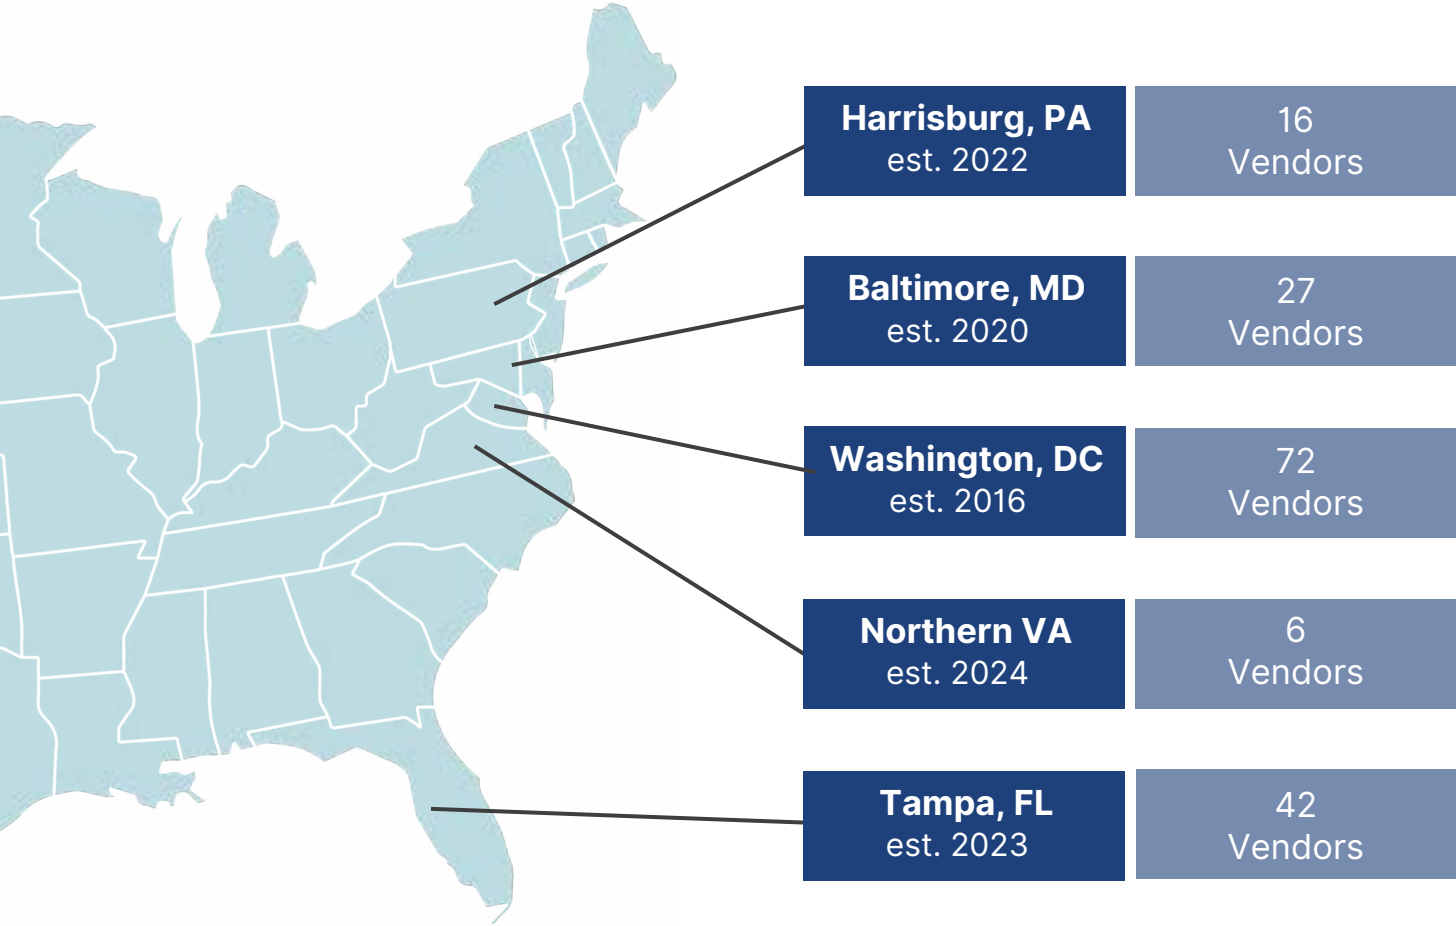 Harrisburg, PA
est. 2022
16
Vendors
Baltimore, MD
est. 2020
27
Vendors
Washington, DC
est. 2016
72
Vendors
Northern VA
est. 2024
6
Vendors
Tampa, FL
est. 2023
42
Vendors